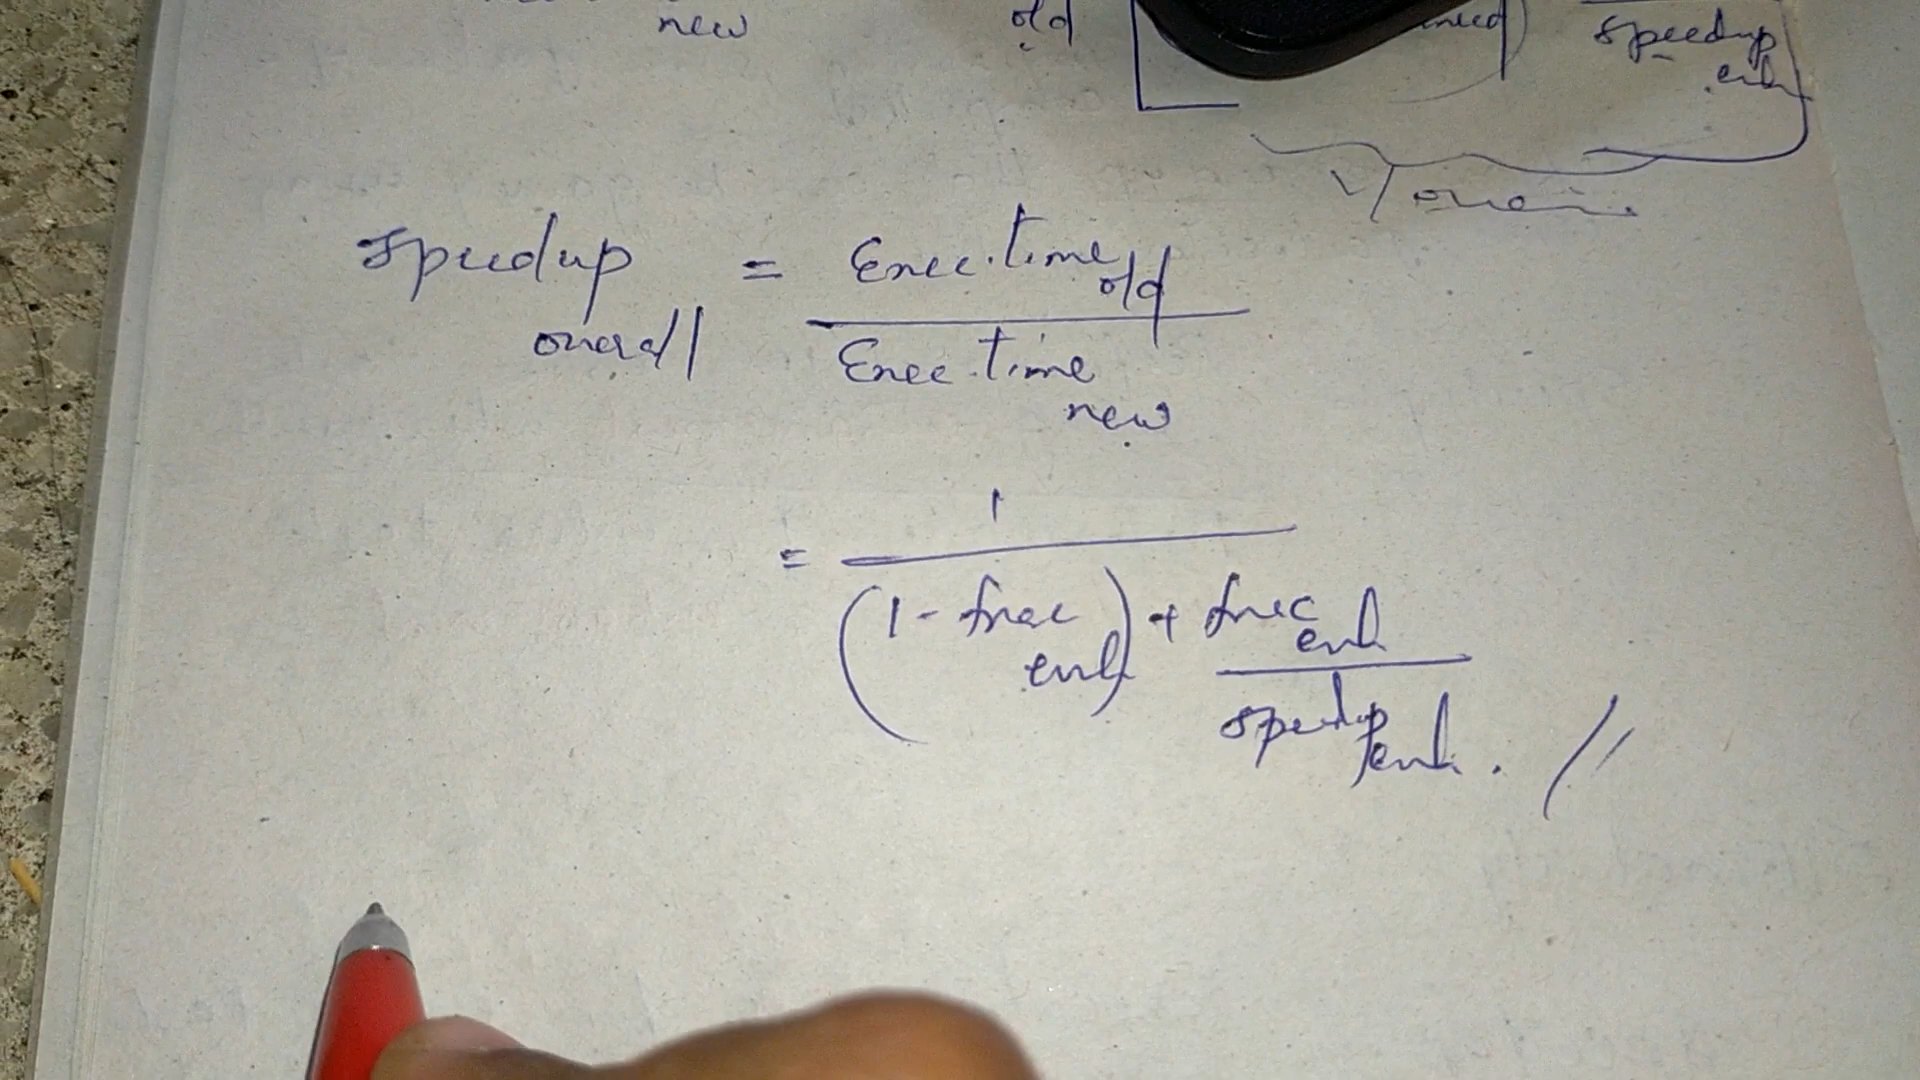 new old speedup
enh
speedup = Exec.time old
overall Exec.time
new
= 1
(1 - frac enh) + frac enh
speedup enh.